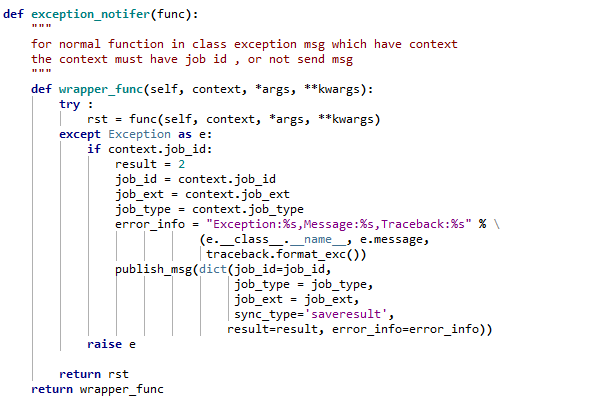 def exception_notifer(func):
    """
    for normal function in class exception msg which have context
    the context must have job id , or not send msg
    """
    def wrapper_func(self, context, *args, **kwargs):
        try :
            rst = func(self, context, *args, **kwargs)
        except Exception as e:
            if context.job_id:
                result = 2
                job_id = context.job_id
                job_ext = context.job_ext
                job_type = context.job_type
                error_info = "Exception:%s,Message:%s,Traceback:%s" % \
                            (e.__class__.__name__, e.message,
                             traceback.format_exc())
                publish_msg(dict(job_id=job_id,
                                 job_type = job_type,
                                 job_ext = job_ext,
                                 sync_type='saveresult',
                                result=result, error_info=error_info))
            raise e

        return rst
    return wrapper_func